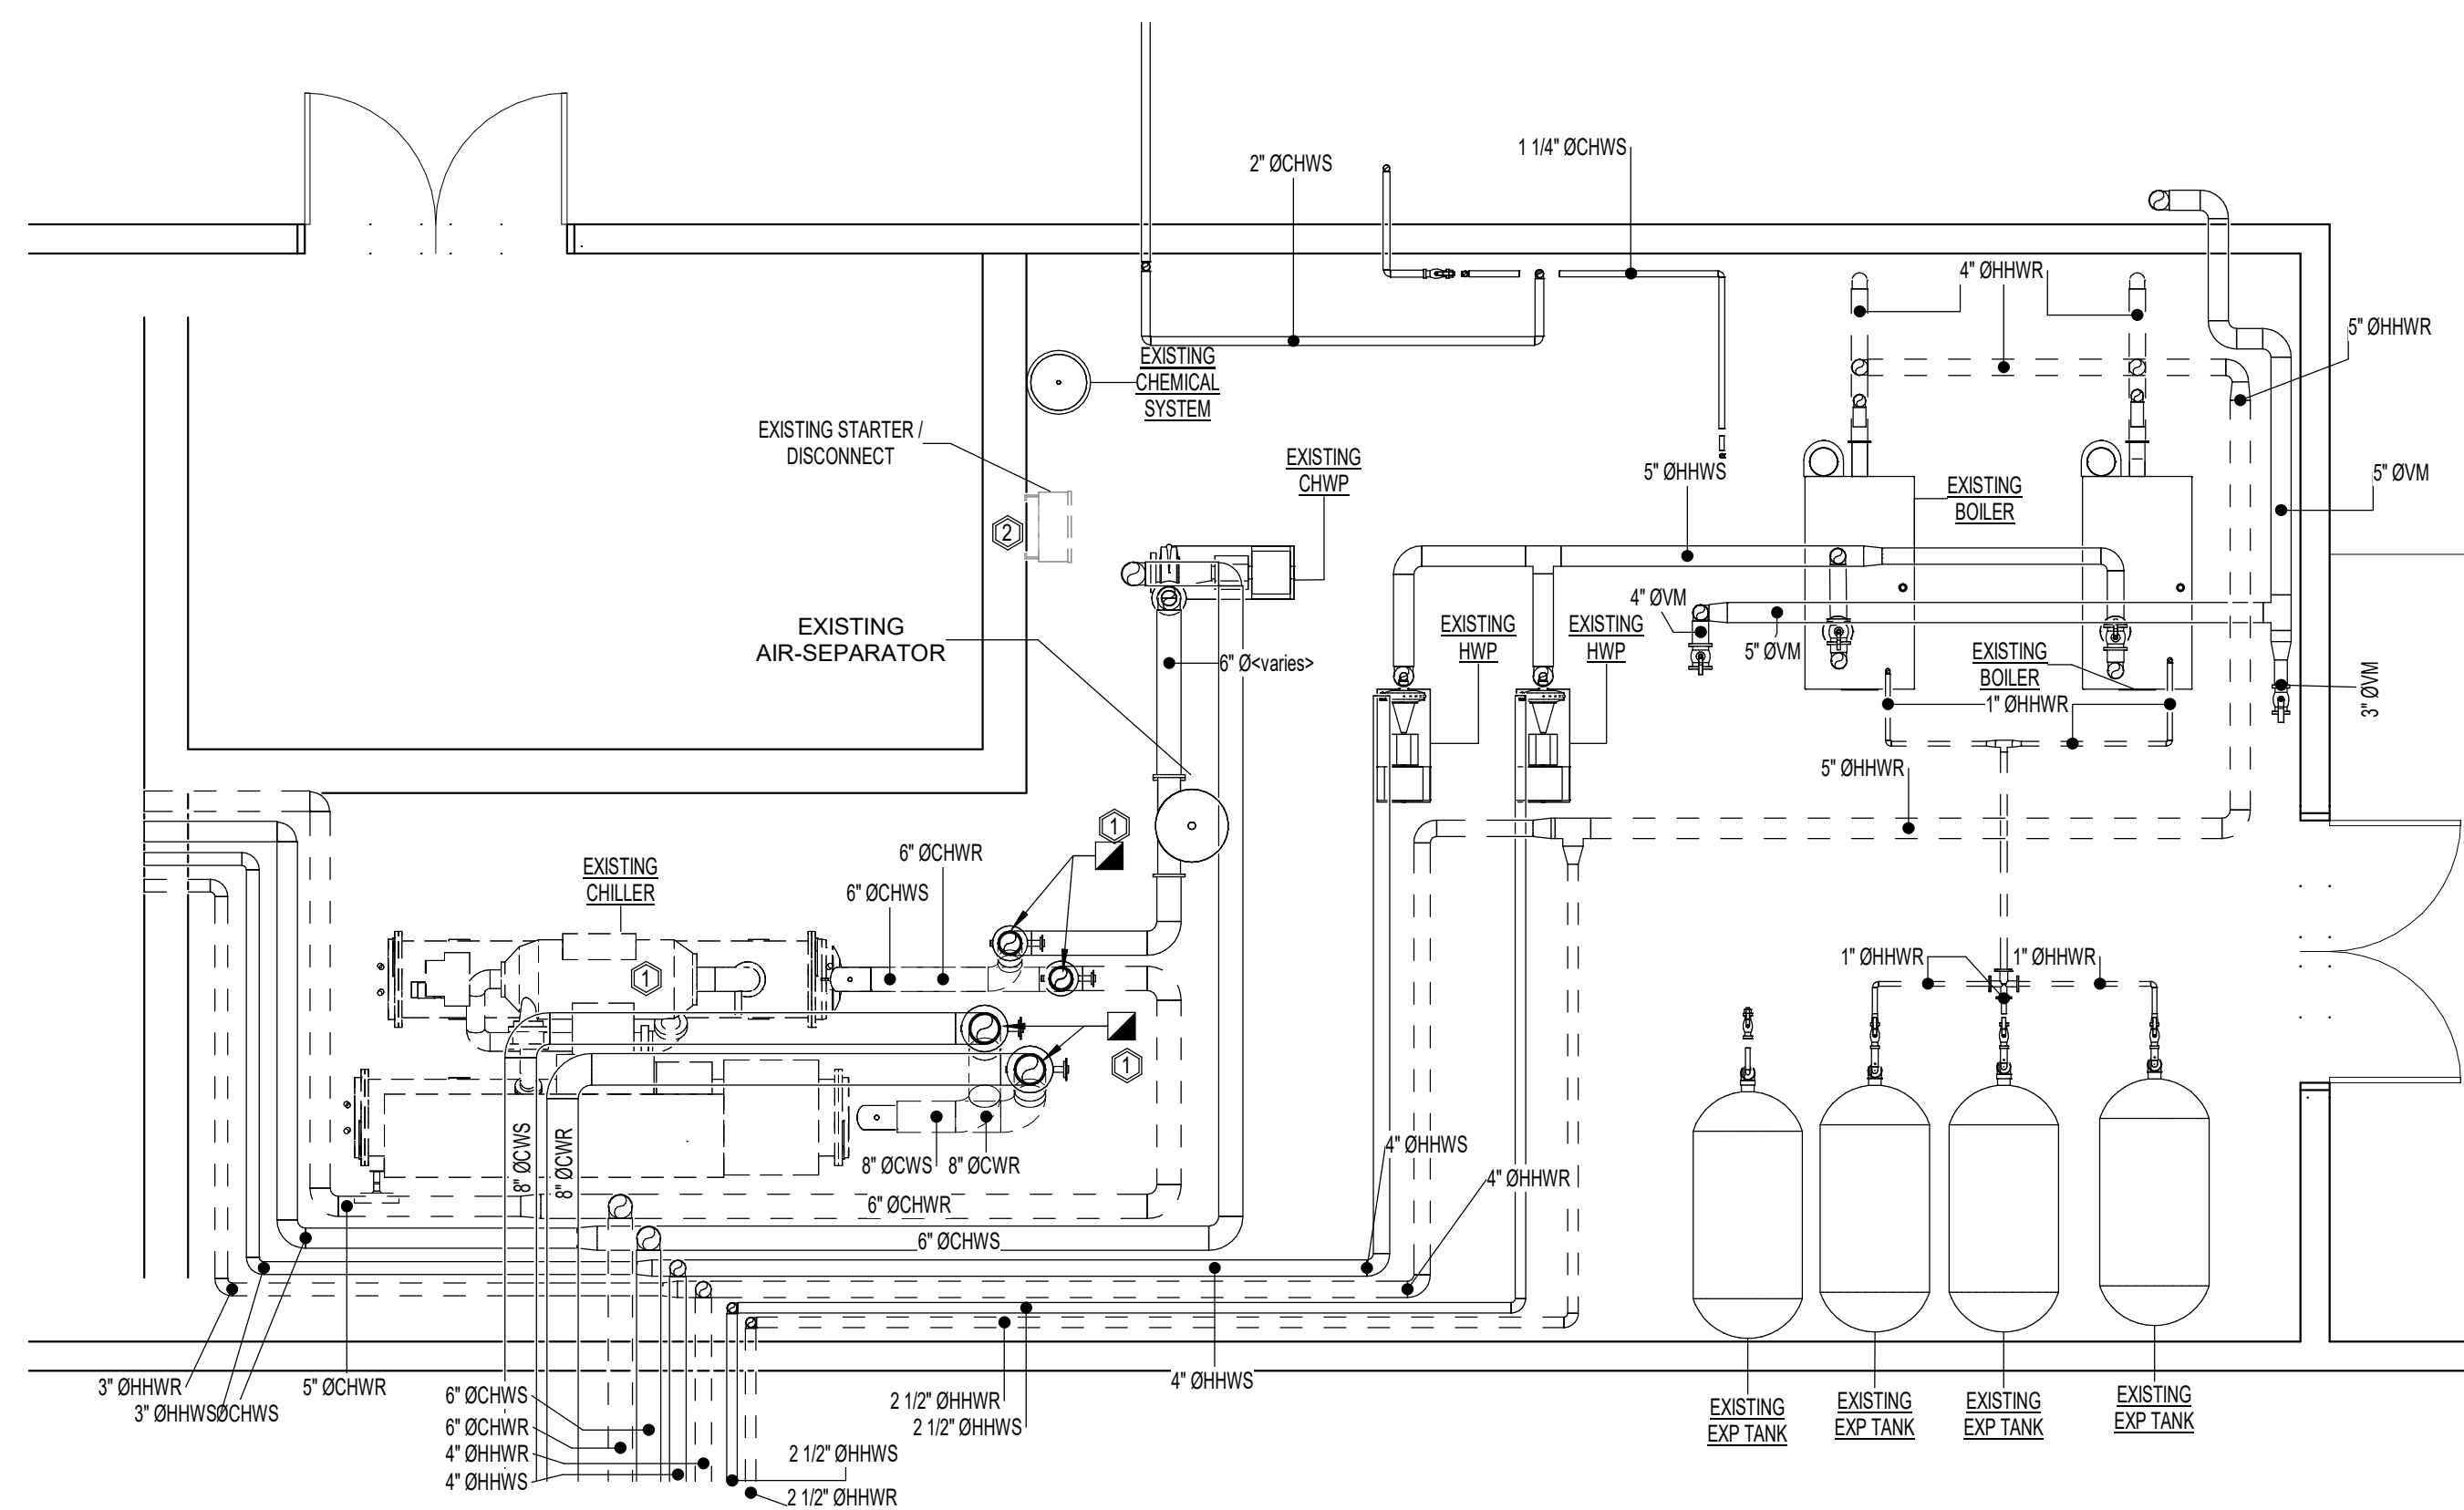 1 1/4" ØCHWS
2" ØCHWS
4" ØHHWR
5" ØHHWR
EXISTING
CHEMICAL
SYSTEM
EXISTING STARTER /
DISCONNECT
2
EXISTING
CHWP
5" ØHHWS
EXISTING
BOILER
5" ØVM
4" ØVM
EXISTING
AIR-SEPARATOR
6" Ø<varies>
EXISTING
HWP
EXISTING
HWP
5" ØVM
EXISTING
BOILER
1" ØHHWR
3" ØVM
5" ØHHWR
1
6" ØCHWR
6" ØCHWS
EXISTING
CHILLER
1
1" ØHHWR
1" ØHHWR
1
8" ØCWS
8" ØCWR
8" ØCWS
8" ØCWR
4" ØHHWS
4" ØHHWR
6" ØCHWR
6" ØCHWS
3" ØHHWR
3" ØHHWSØCHWS
5" ØCHWR
6" ØCHWS
6" ØCHWR
4" ØHHWR
4" ØHHWS
2 1/2" ØHHWS
2 1/2" ØHHWR
2 1/2" ØHHWR
2 1/2" ØHHWS
4" ØHHWS
EXISTING
EXP TANK
EXISTING
EXP TANK
EXISTING
EXP TANK
EXISTING
EXP TANK